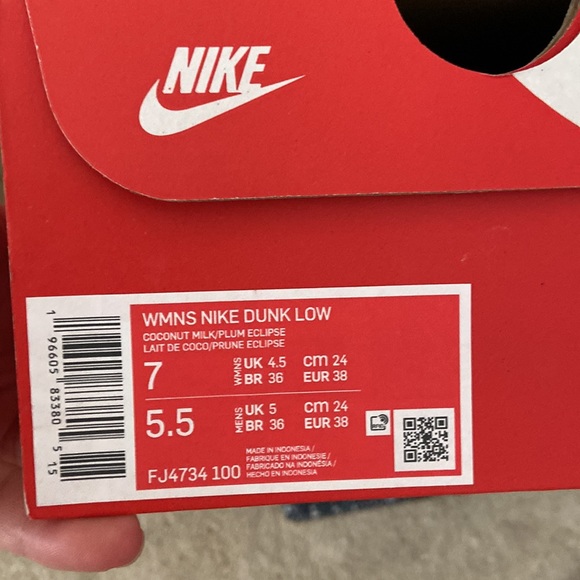 NIKE
WMNS NIKE DUNK LOW
COCONUT MILK/PLUM ECLIPSE
LAIT DE COCO/PRUNE ECLIPSE
7 WMNS UK 4.5 cm 24
BR 36 EUR 38
5.5 MENS UK 5 cm 24
BR 36 EUR 38
FJ4734 100
MADE IN INDONESIA /
FABRIQUE EN INDONESIE /
FABRICADO NA INDONÉSIA /
HECHO EN INDONESIA
1 96605 83380 5 15